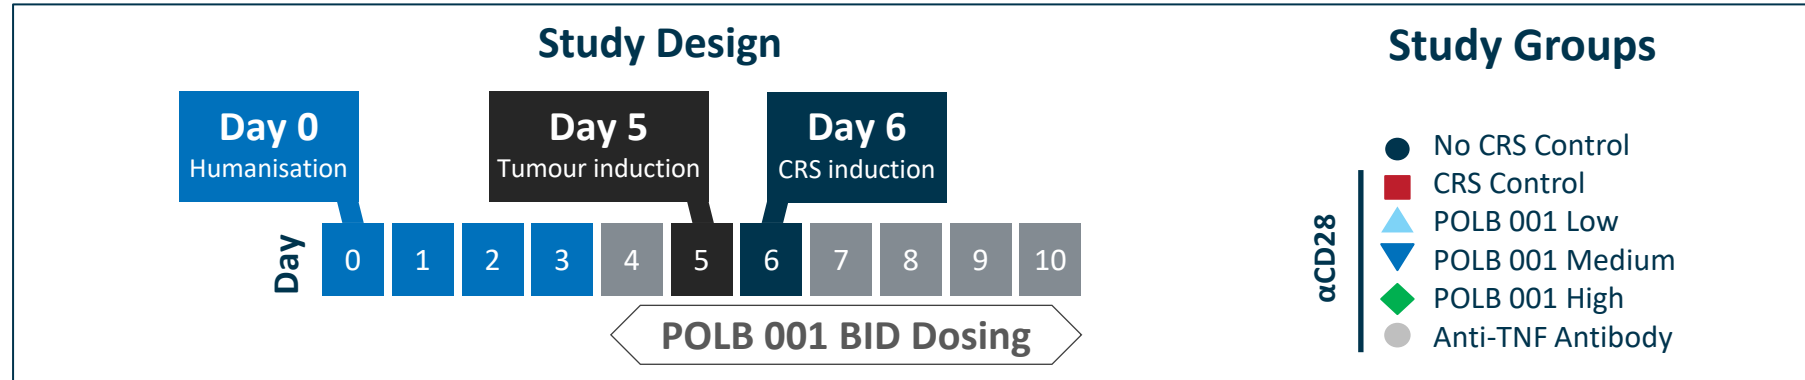 Study Design
Day 0
Humanisation
Day 5
Tumour induction
Day 6
CRS induction
Day
0 1 2 3 4 5 6 7 8 9 10
POLB 001 BID Dosing
Study Groups
αCD28
No CRS Control
CRS Control
POLB 001 Low
POLB 001 Medium
POLB 001 High
Anti-TNF Antibody